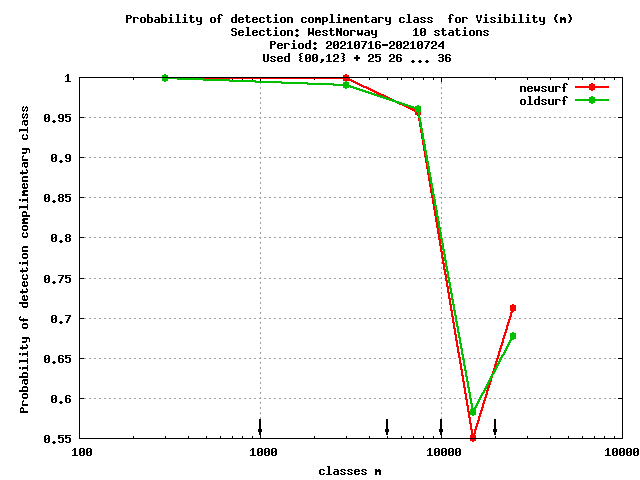 Probability of detection complimentary class  for Visibility (m)
Selection: WestNorway     10 stations
Period: 20210716-20210724
Used {00,12} + 25 26 ... 36
newsurf
oldsurf
Probability of detection complimentary class
1
0.95
0.9
0.85
0.8
0.75
0.7
0.65
0.6
0.55
100
1000
10000
10000
classes m